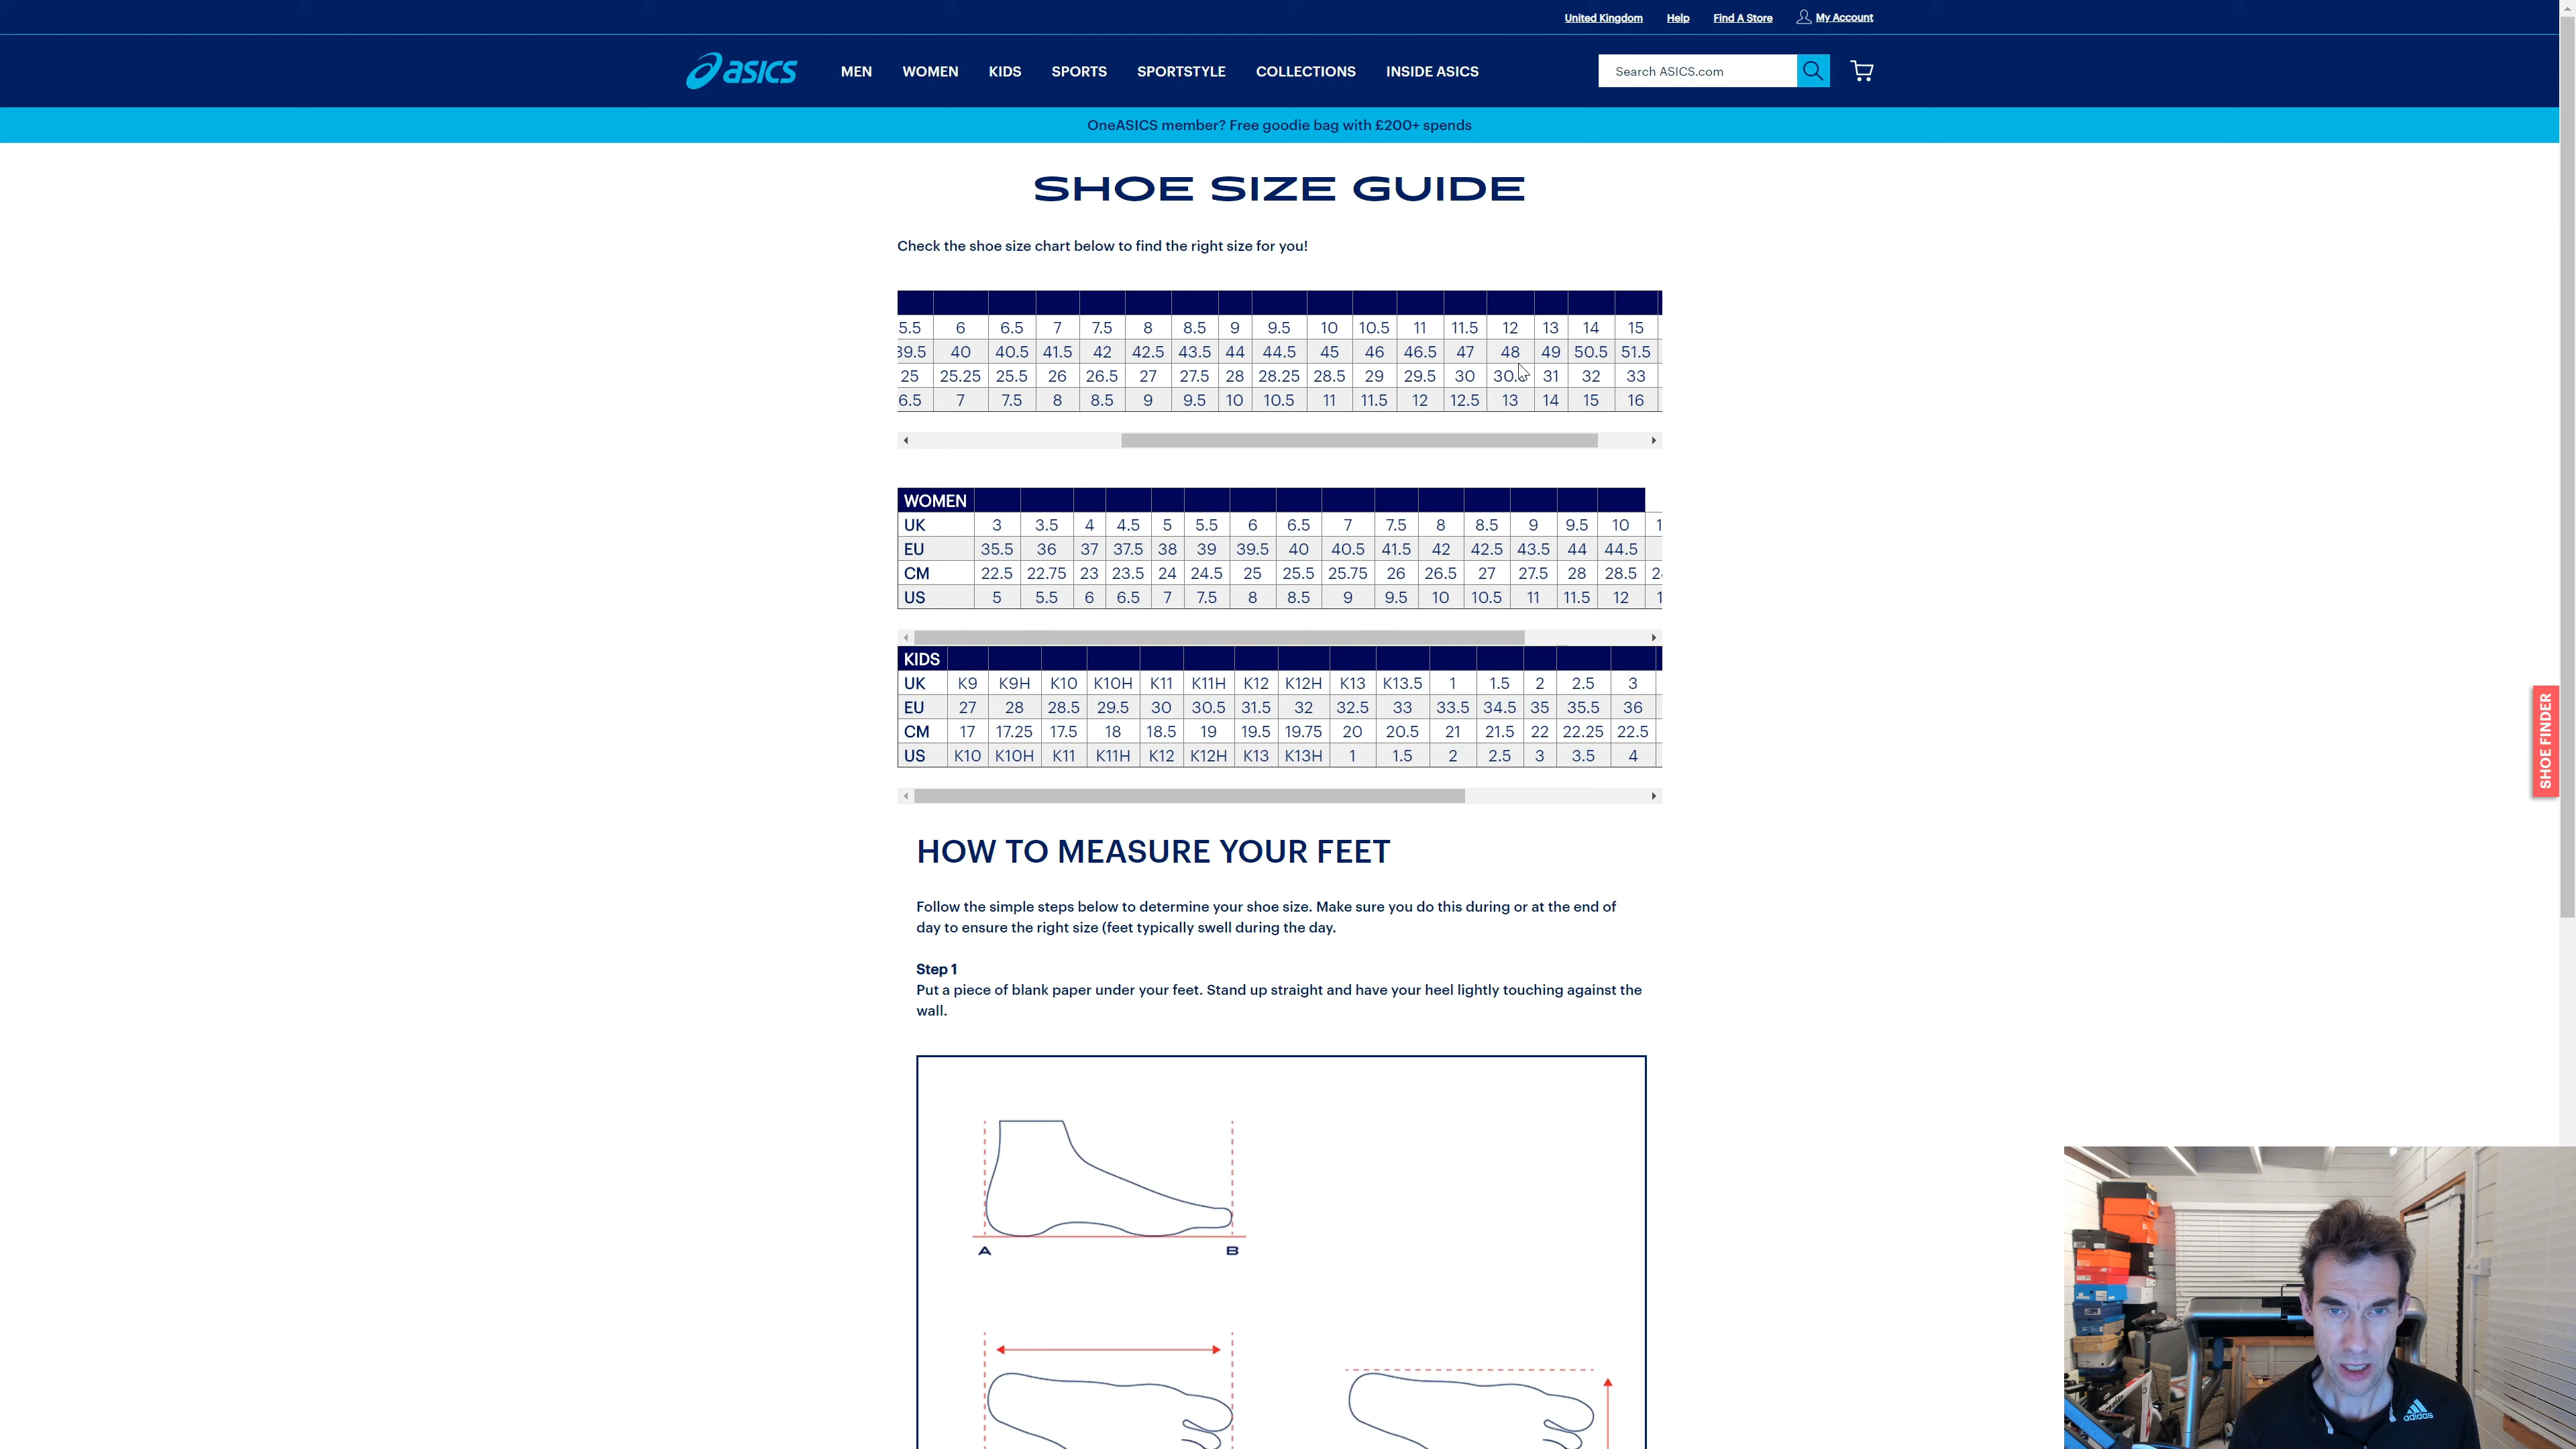 United Kingdom Help Find A Store My Account
asics MEN WOMEN KIDS SPORTS SPORTSTYLE COLLECTIONS INSIDE ASICS Search ASICS.com
OneASICS member? Free goodie bag with £200+ spends
SHOE SIZE GUIDE
Check the shoe size chart below to find the right size for you!
5.5 6 6.5 7 7.5 8 8.5 9 9.5 10 10.5 11 11.5 12 13 14 15
39.5 40 40.5 41.5 42 42.5 43.5 44 44.5 45 46 46.5 47 48 49 50.5 51.5
25 25.25 25.5 26 26.5 27 27.5 28 28.25 28.5 29 29.5 30 31 32 33
6.5 7 7.5 8 8.5 9 9.5 10 10.5 11 11.5 12 12.5 13 14 15 16
WOMEN
UK 3 3.5 4 4.5 5 5.5 6 6.5 7 7.5 8 8.5 9 9.5 10
EU 35.5 36 37 37.5 38 39 39.5 40 40.5 41.5 42 42.5 43.5 44 44.5
CM 22.5 22.75 23 23.5 24 24.5 25 25.5 25.75 26 26.5 27 27.5 28 28.5
US 5 5.5 6 6.5 7 7.5 8 8.5 9 9.5 10 10.5 11 11.5 12
KIDS
UK K9 K9H K10 K10H K11 K11H K12 K12H K13 K13.5 1 1.5 2 2.5 3
EU 27 28 28.5 29.5 30 30.5 31.5 32 32.5 33 33.5 34.5 35 35.5 36
CM 17 17.25 17.5 18 18.5 19 19.5 19.75 20 20.5 21 21.5 22 22.25 22.5
US K10 K10H K11 K11H K12 K12H K13 K13H 1 1.5 2 2.5 3 3.5 4
SHOE FINDER
HOW TO MEASURE YOUR FEET
Follow the simple steps below to determine your shoe size. Make sure you do this during or at the end of
day to ensure the right size (feet typically swell during the day.
Step 1
Put a piece of blank paper under your feet. Stand up straight and have your heel lightly touching against the
wall.
A B
adidas